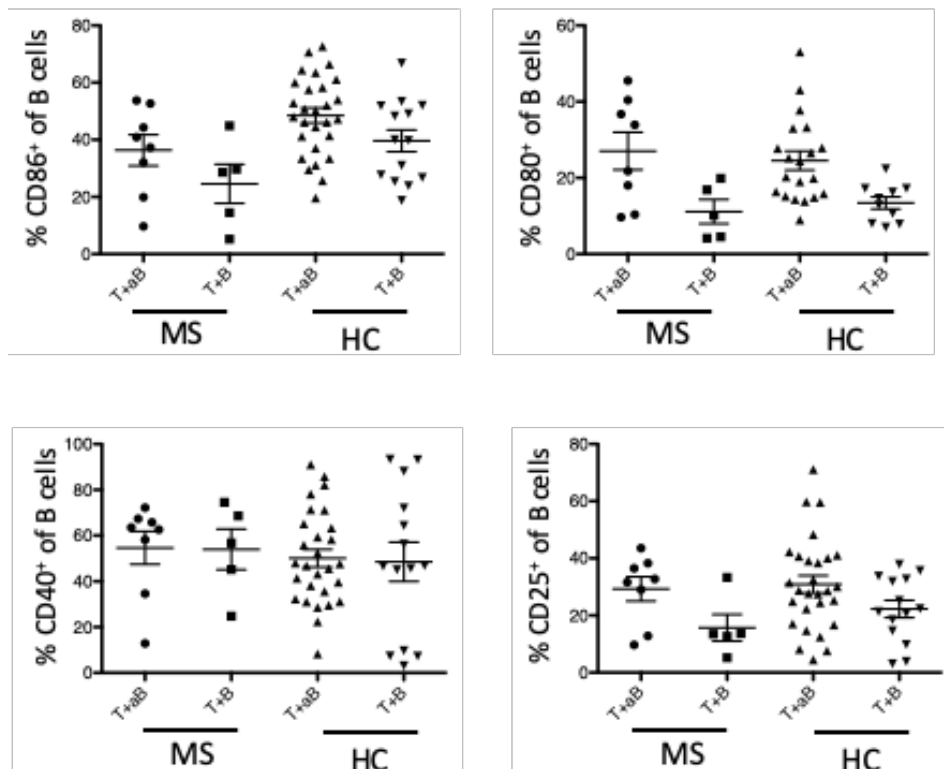 % CD86⁺ of B cells
80
60
40
20
0
T+aB T+B T+aB T+B
MS HC
% CD80⁺ of B cells
60
40
20
0
T+aB T+B T+aB T+B
MS HC
% CD40⁺ of B cells
100
80
60
40
20
0
T+aB T+B T+aB T+B
MS HC
% CD25⁺ of B cells
80
60
40
20
0
T+aB T+B T+aB T+B
MS HC